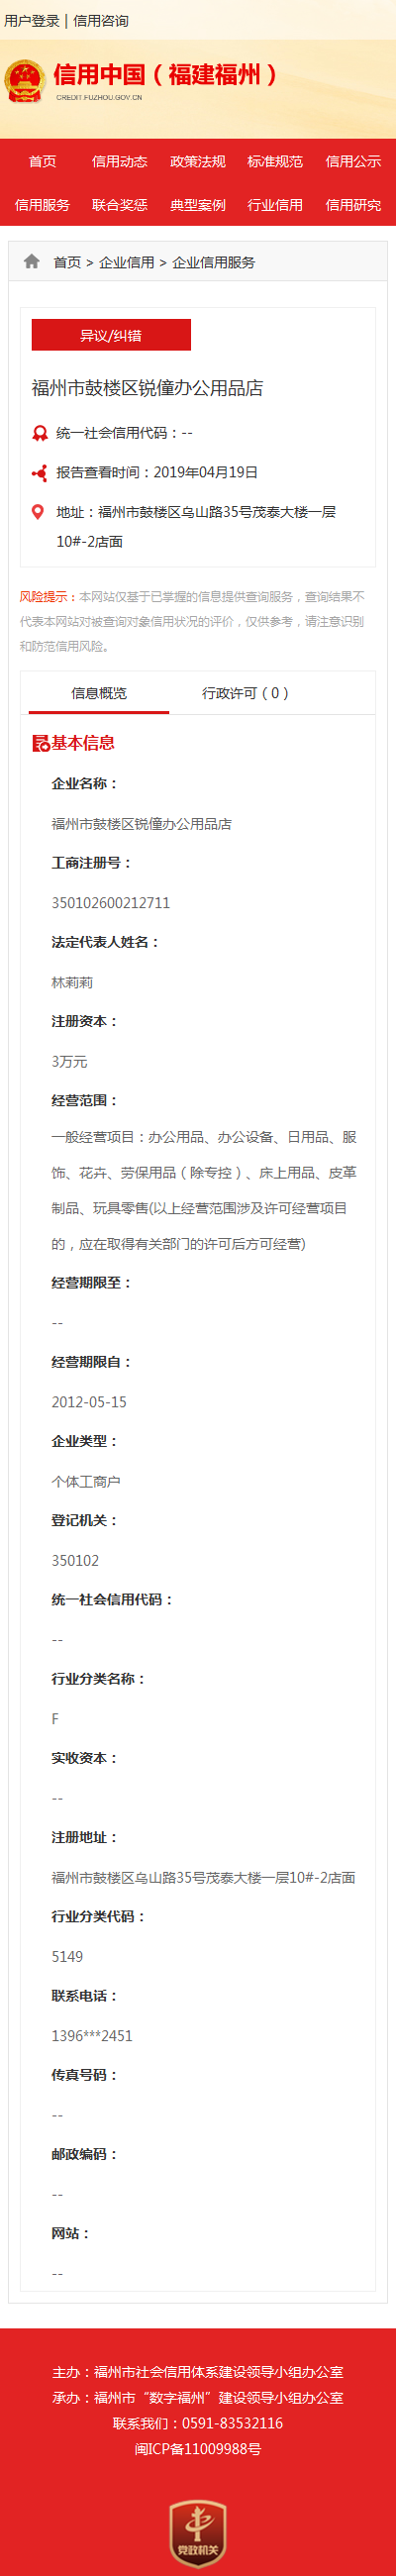 用户登录 | 信用咨询
信用中国（福建福州）
CREDIT.FUZHOU.GOV.CN
首页 信用动态 政策法规 标准规范 信用公示
信用服务 联合奖惩 典型案例 行业信用 信用研究
首页 > 企业信用 > 企业信用服务
异议/纠错
福州市鼓楼区锐僮办公用品店
统一社会信用代码：--
报告查看时间：2019年04月19日
地址：福州市鼓楼区乌山路35号茂泰大楼一层
10#-2店面
风险提示：本网站仅基于已掌握的信息提供查询服务，查询结果不
代表本网站对被查询对象信用状况的评价，仅供参考，请注意识别
和防范信用风险。
信息概览 行政许可（0）
基本信息
企业名称：
福州市鼓楼区锐僮办公用品店
工商注册号：
350102600212711
法定代表人姓名：
林莉莉
注册资本：
3万元
经营范围：
一般经营项目：办公用品、办公设备、日用品、服
饰、花卉、劳保用品（除专控）、床上用品、皮革
制品、玩具零售(以上经营范围涉及许可经营项目
的，应在取得有关部门的许可后方可经营)
经营期限至：
--
经营期限自：
2012-05-15
企业类型：
个体工商户
登记机关：
350102
统一社会信用代码：
--
行业分类名称：
F
实收资本：
--
注册地址：
福州市鼓楼区乌山路35号茂泰大楼一层10#-2店面
行业分类代码：
5149
联系电话：
1396***2451
传真号码：
--
邮政编码：
--
网站：
--
主办：福州市社会信用体系建设领导小组办公室
承办：福州市“数字福州”建设领导小组办公室
联系我们：0591-83532116
闽ICP备11009988号
党政机关